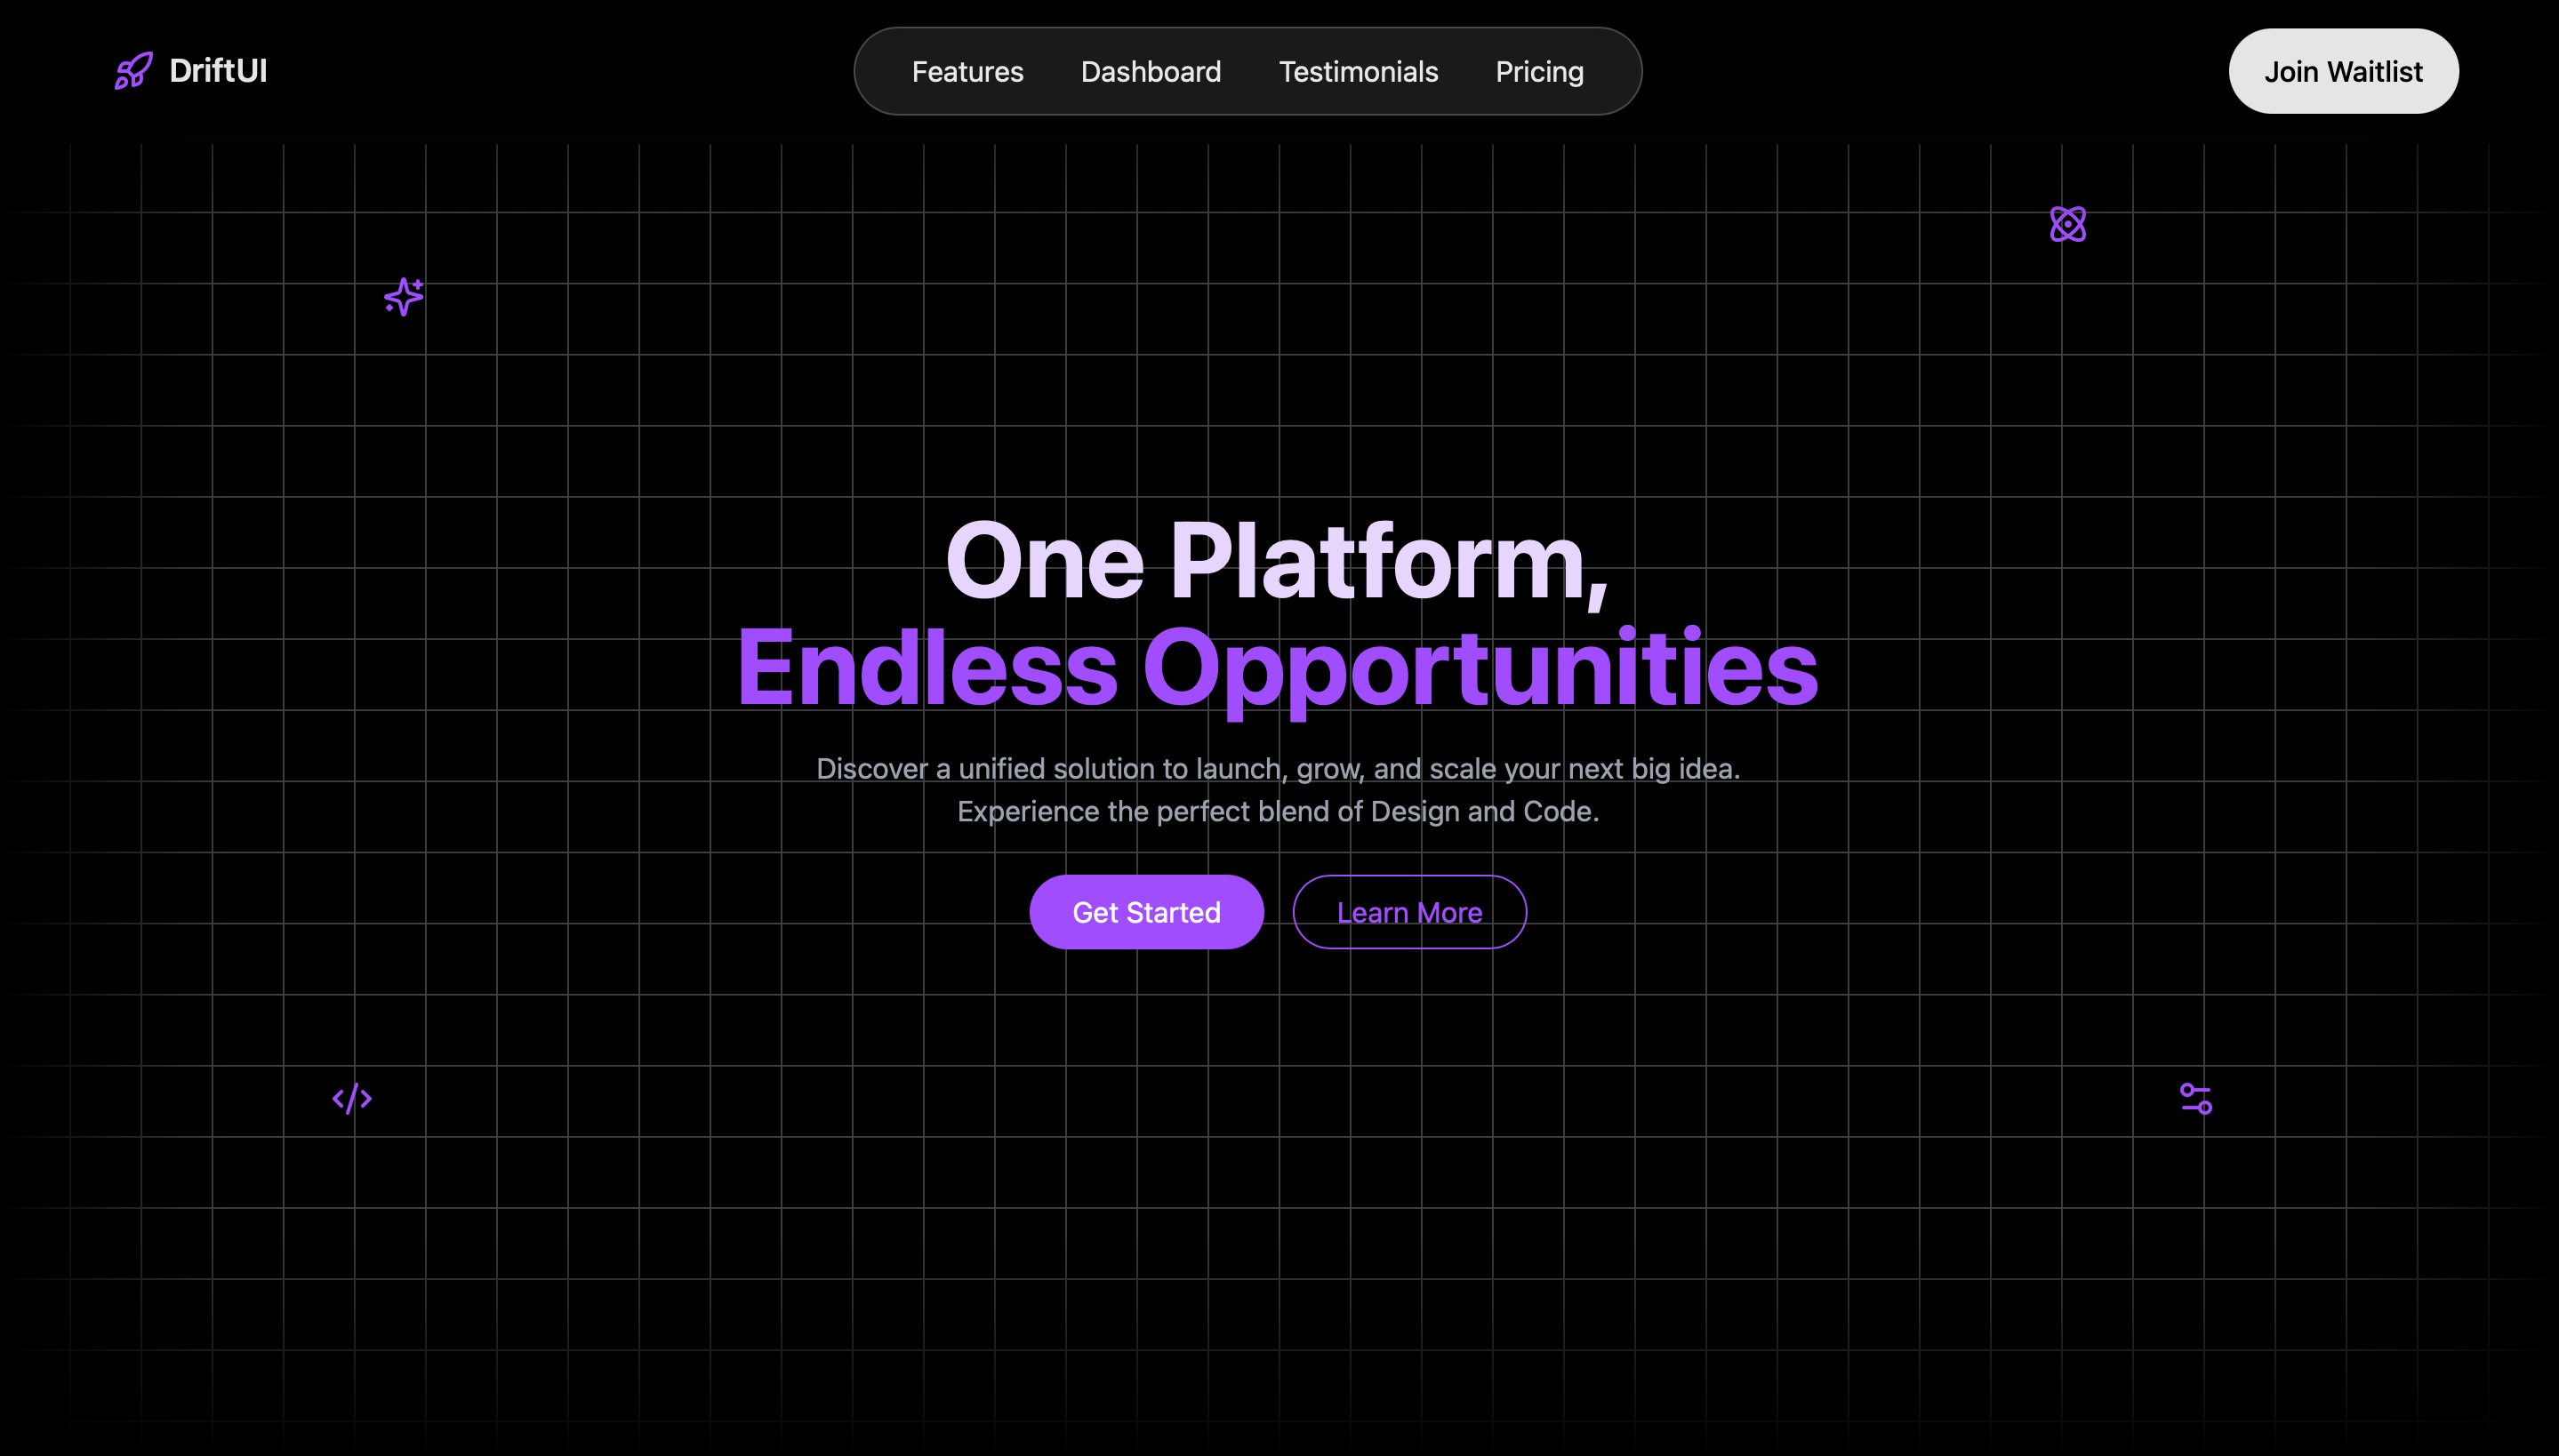 DriftUI
Features Dashboard Testimonials Pricing
Join Waitlist
One Platform,
Endless Opportunities
Discover a unified solution to launch, grow, and scale your next big idea.
Experience the perfect blend of Design and Code.
Get Started Learn More